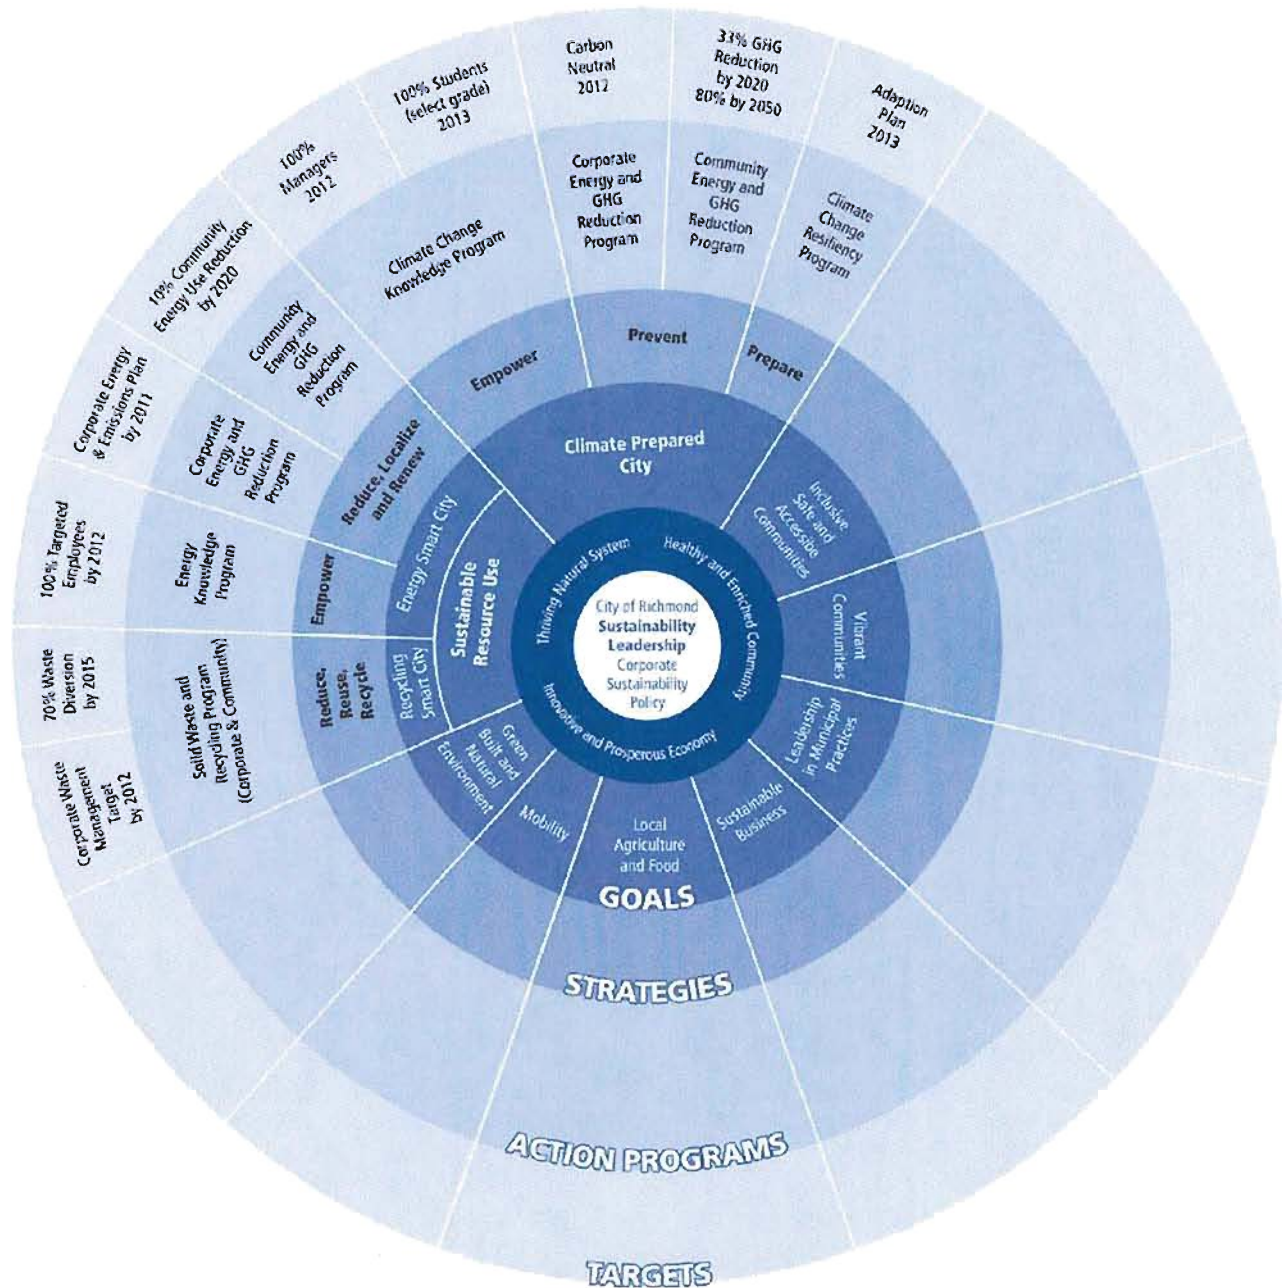 33% GHG
Reduction
by 2020
80% by 2050
Carbon
Neutral
2012
100% Students
(select grade)
2013
Adaption
Plan
2013
100%
Managers
2012
10% Community
Energy Use Reduction
by 2020
Corporate Energy
& Emissions Plan
by 2011
100% Targeted
Employees
by 2012
70% Waste
Diversion
by 2015
Corporate Waste
Management
Target
by 2012
Corporate
Energy and
GHG
Reduction
Program
Community
Energy and
GHG
Reduction
Program
Climate
Change
Resiliency
Program
Climate Change
Knowledge Program
Community
Energy and
GHG
Reduction
Program
Corporate
Energy and
GHG
Reduction
Program
Energy
Knowledge
Program
Solid Waste and
Recycling Program
(Corporate & Community)
Prevent
Prepare
Empower
Reduce, Localize
and Renew
Empower
Reduce,
Reuse,
Recycle
Climate Prepared
City
Inclusive
Safe and
Accessible
Communities
Vibrant
Communities
Leadership
in Municipal
Practices
Sustainable
Business
Local
Agriculture
and Food
Mobility
Green
Built and
Natural
Environment
Energy Smart City
Recycling
Smart City
Sustainable
Resource Use
Thriving Natural System
Healthy and Enriched Community
Innovative and Prosperous Economy
City of Richmond
Sustainability
Leadership
Corporate
Sustainability
Policy
GOALS
STRATEGIES
ACTION PROGRAMS
TARGETS